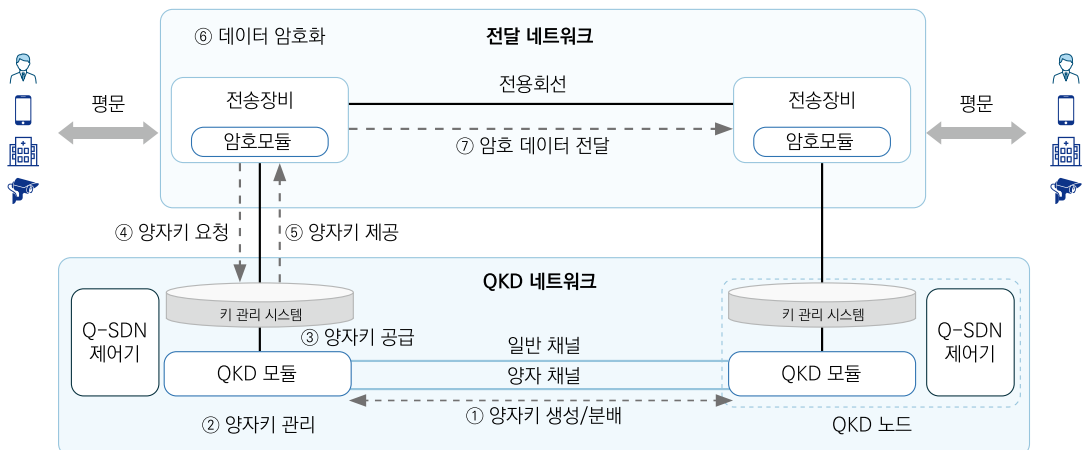 ⑥ 데이터 암호화
전달 네트워크
평문
전송장비
암호모듈
전용회선
⑦ 암호 데이터 전달
전송장비
암호모듈
평문
④ 양자키 요청
⑤ 양자키 제공
QKD 네트워크
Q-SDN
제어기
키 관리 시스템
③ 양자키 공급
QKD 모듈
② 양자키 관리
일반 채널
양자 채널
① 양자키 생성/분배
키 관리 시스템
QKD 모듈
Q-SDN
제어기
QKD 노드